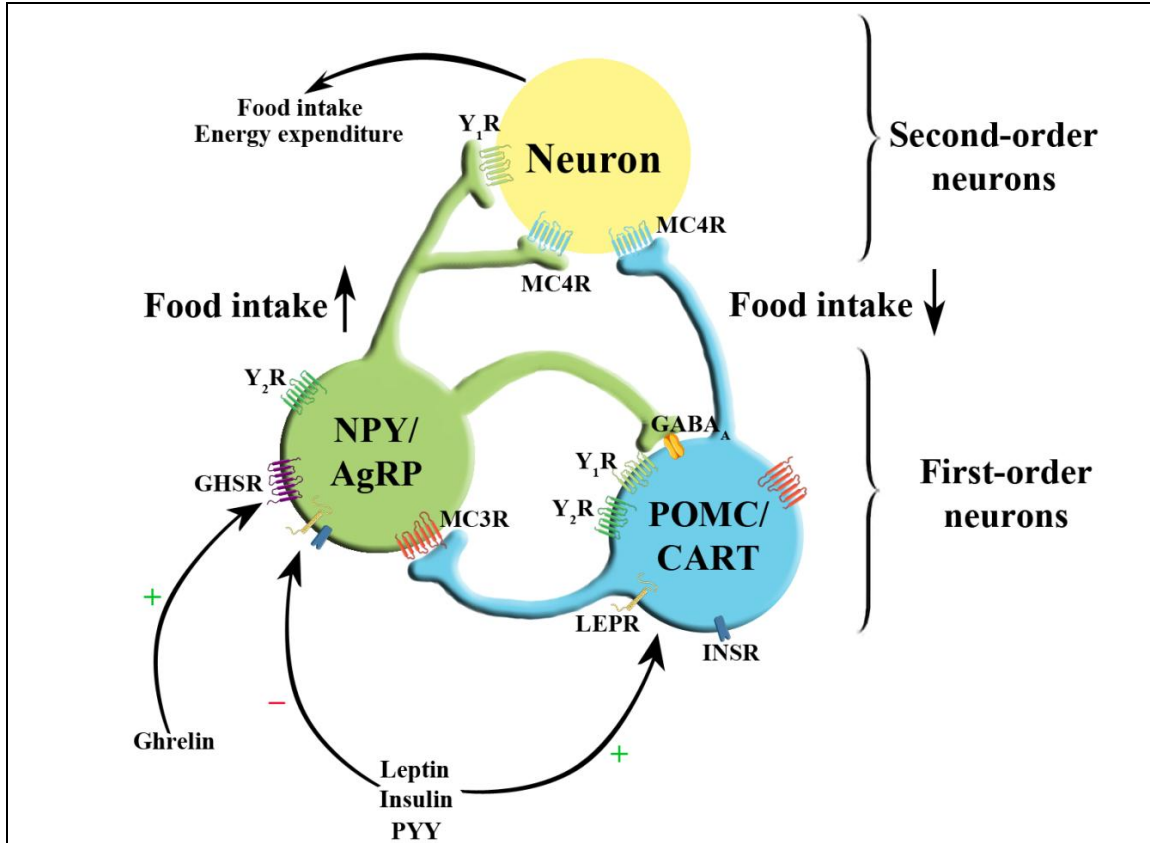 Food intake
Energy expenditure
Y₁R
Neuron
Second-order
neurons
MC4R
MC4R
Food intake
Food intake
Y₂R
NPY/
AgRP
GHSR
MC3R
GABAₐ
Y₁R
Y₂R
POMC/
CART
LEPR
INSR
First-order
neurons
+
−
+
Ghrelin
Leptin
Insulin
PYY